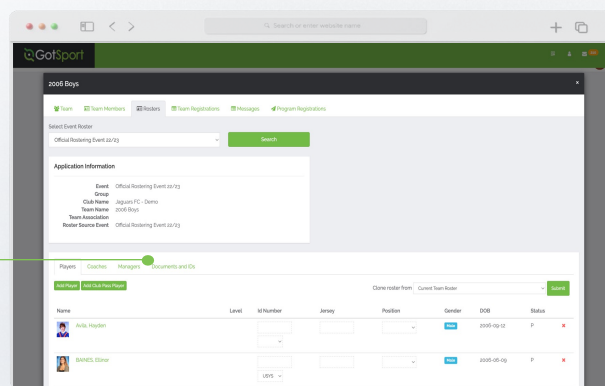 Search or enter website name
GotSport
2006 Boys
×
Team Team Members Rosters Team Registrations Messages Program Registrations
Select Event Roster
Official Rostering Event 22/23 Search
Application Information
Event Official Rostering Event 22/23
Group
Club Name Jaguars FC - Demo
Team Name 2006 Boys
Team Association
Roster Source Event Official Rostering Event 22/23
Players Coaches Managers Documents and IDs
Add Player Add Club Pass Player Clone roster from Current Team Roster Submit
Name Level Id Number Jersey Position Gender DOB Status
Avila, Hayden Male 2006-09-12 P ×
BAINES, Elinor Male 2006-06-09 P ×
USYS